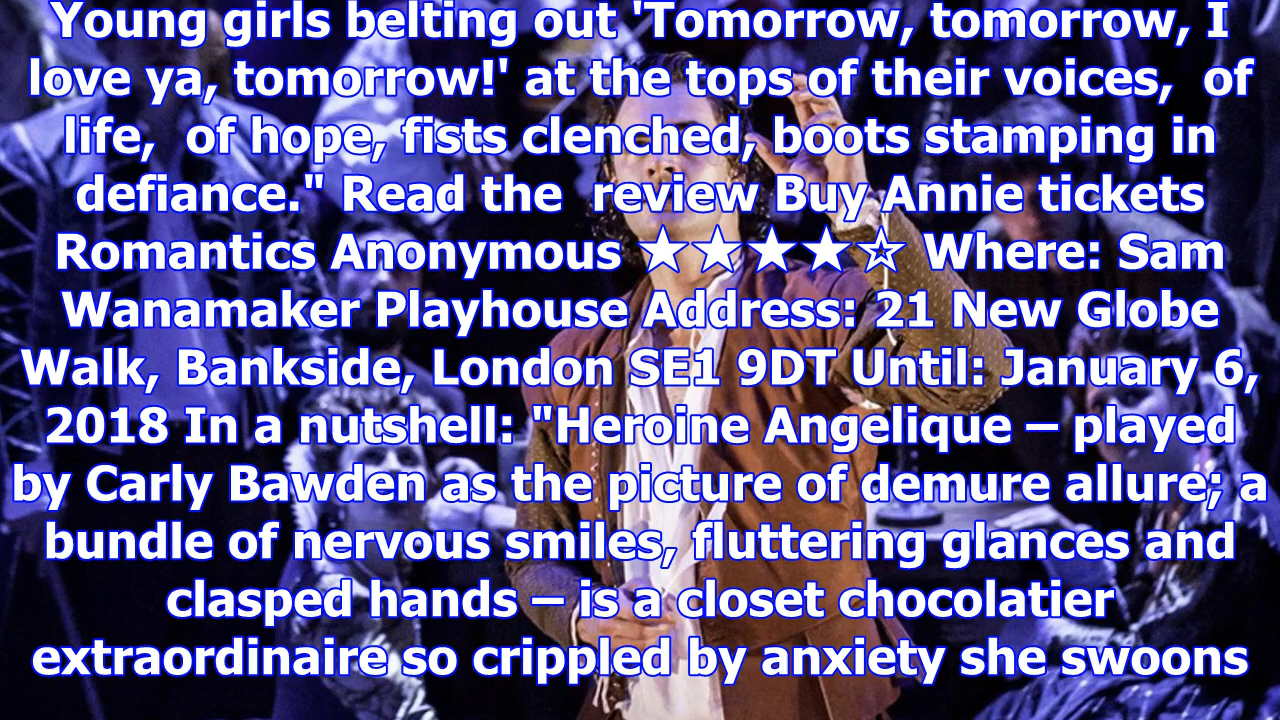 Young girls belting out 'Tomorrow, tomorrow, I
love ya, tomorrow!' at the tops of their voices,  of
life,  of hope, fists clenched, boots stamping in
defiance." Read the  review Buy Annie tickets
Romantics Anonymous ★★★★☆ Where: Sam
Wanamaker Playhouse Address: 21 New Globe
Walk, Bankside, London SE1 9DT Until: January 6,
2018 In a nutshell: "Heroine Angelique – played
by Carly Bawden as the picture of demure allure; a
bundle of nervous smiles, fluttering glances and
clasped hands – is a closet chocolatier
extraordinaire so crippled by anxiety she swoons